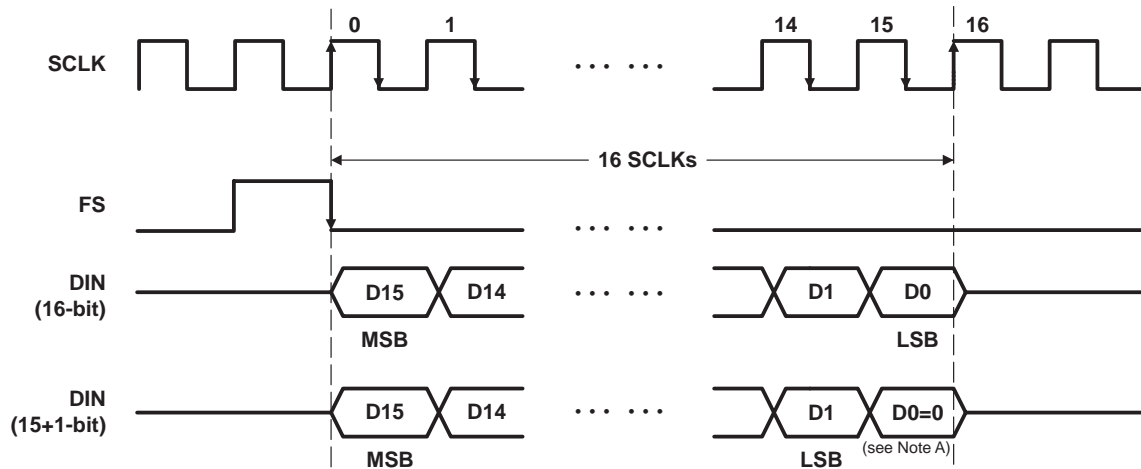 0 1 14 15 16
SCLK
... ...
16 SCLKs
FS
... ...
DIN
(16-bit)
D15 D14 ... ... D1 D0
MSB LSB
DIN
(15+1-bit)
D15 D14 ... ... D1 D0=0
(see Note A)
MSB LSB